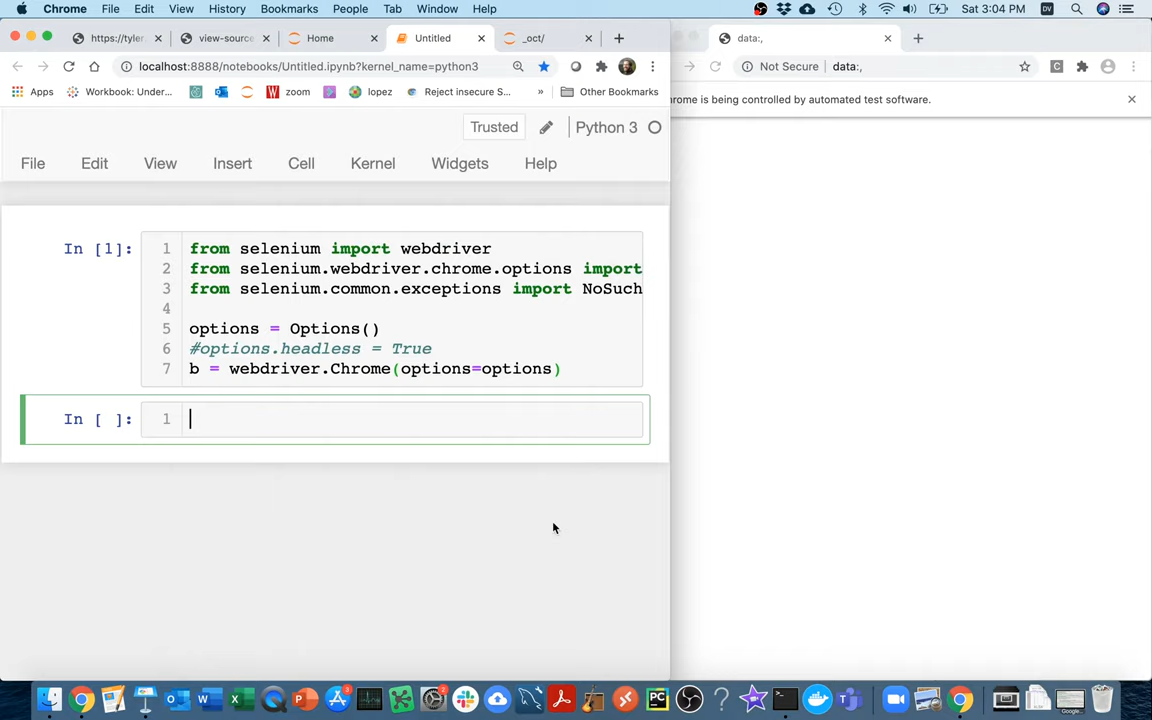 Chrome File Edit View History Bookmarks People Tab Window Help
DV Sat 3:04 PM DV
https://tyler view-source Home Untitled _oct/
localhost:8888/notebooks/Untitled.ipynb?kernel_name=python3
Apps Workbook: Under... W zoom lopez Reject insecure S... » Other Bookmarks
data:,
Not Secure data:,
rome is being controlled by automated test software.
Trusted Python 3
File Edit View Insert Cell Kernel Widgets Help
In [1]:
1 from selenium import webdriver
2 from selenium.webdriver.chrome.options import
3 from selenium.common.exceptions import NoSuch
4
5 options = Options()
6 #options.headless = True
7 b = webdriver.Chrome(options=options)
In [ ]: 1